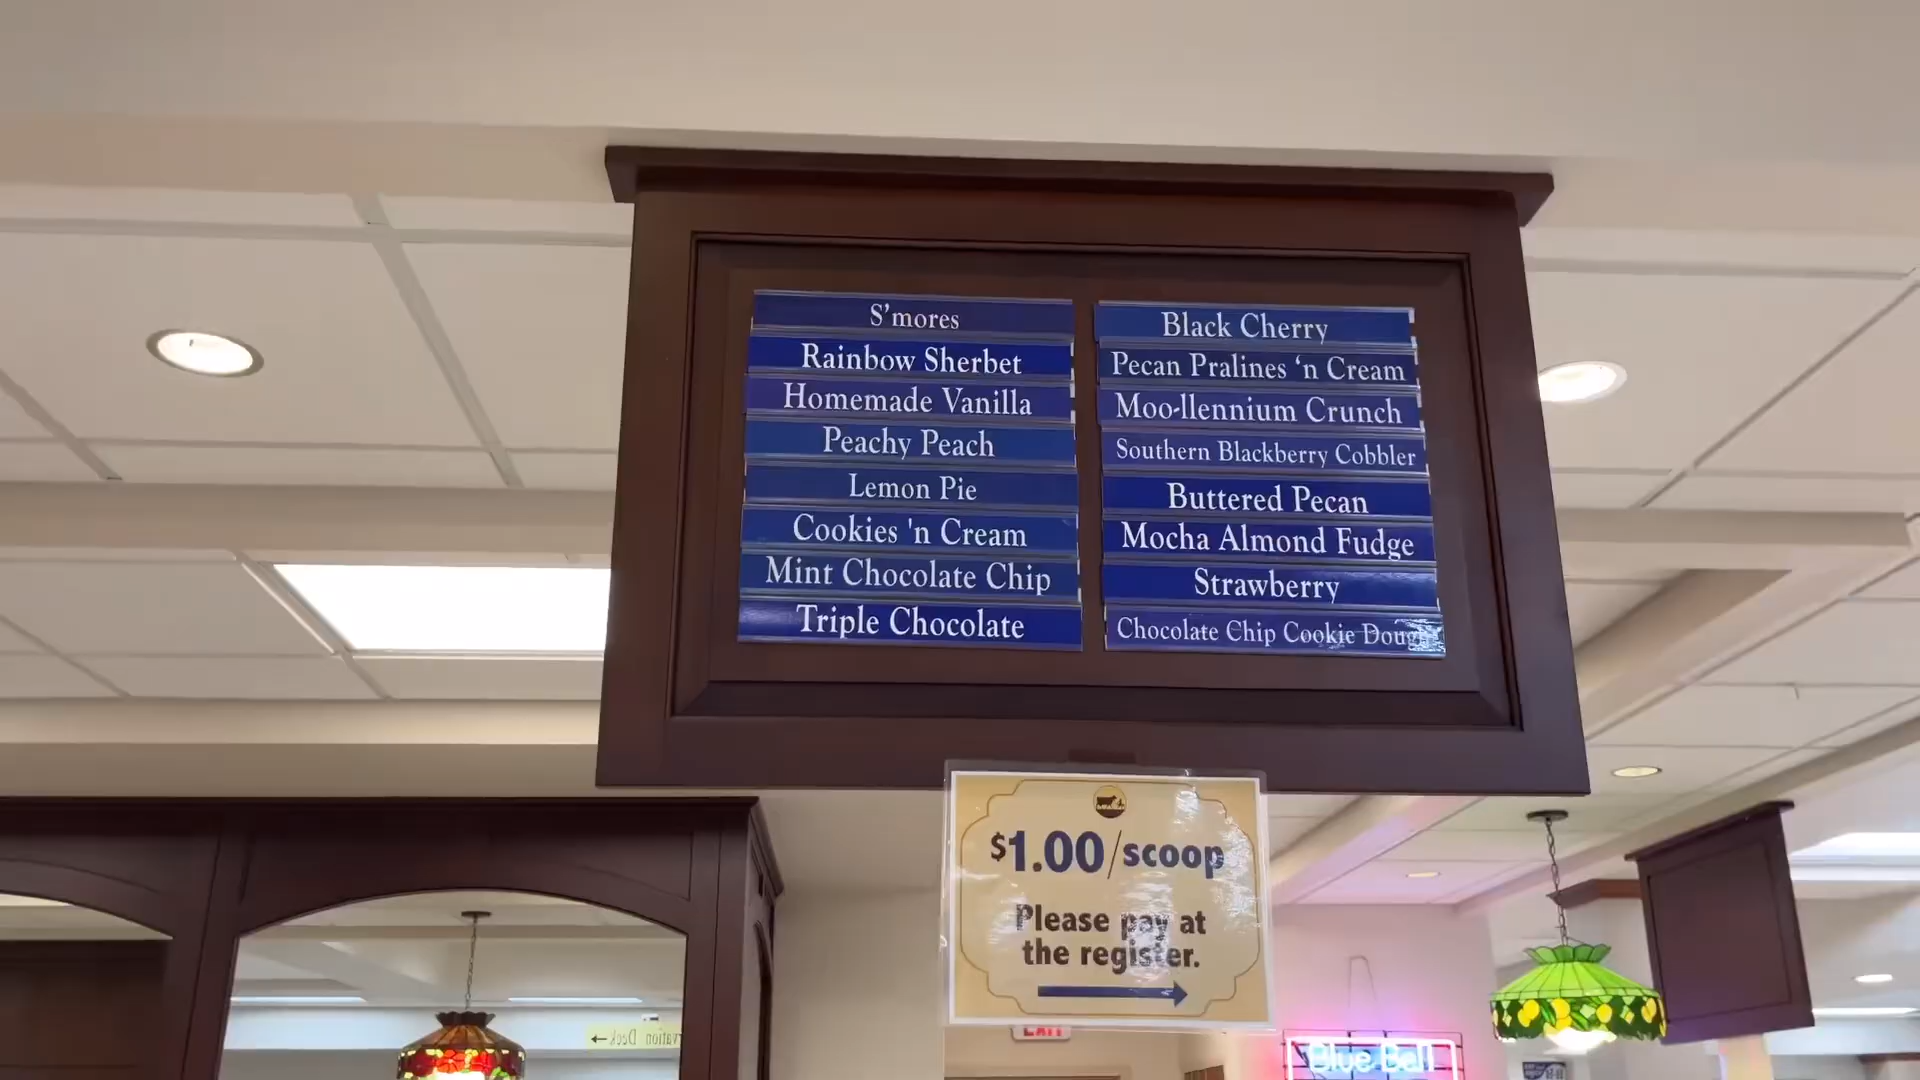 S'mores
Rainbow Sherbet
Homemade Vanilla
Peachy Peach
Lemon Pie
Cookies 'n Cream
Mint Chocolate Chip
Triple Chocolate
Black Cherry
Pecan Pralines ‘n Cream
Moo-llennium Crunch
Southern Blackberry Cobbler
Buttered Pecan
Mocha Almond Fudge
Strawberry
Chocolate Chip Cookie Dough
$1.00/scoop
Please pay at
the register.
EXIT
Blue Bell